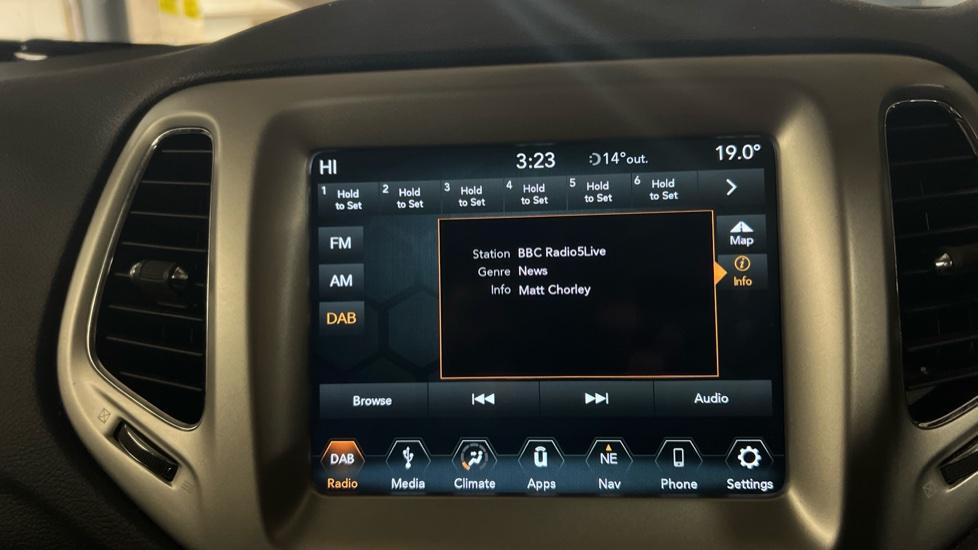 HI 3:23 14°out. 19.0°
1 Hold to Set 2 Hold to Set 3 Hold to Set 4 Hold to Set 5 Hold to Set 6 Hold to Set
FM
AM
DAB
Station BBC Radio5Live
Genre News
Info Matt Chorley
Map
Info
Browse Audio
DAB NE
Radio Media Climate Apps Nav Phone Settings